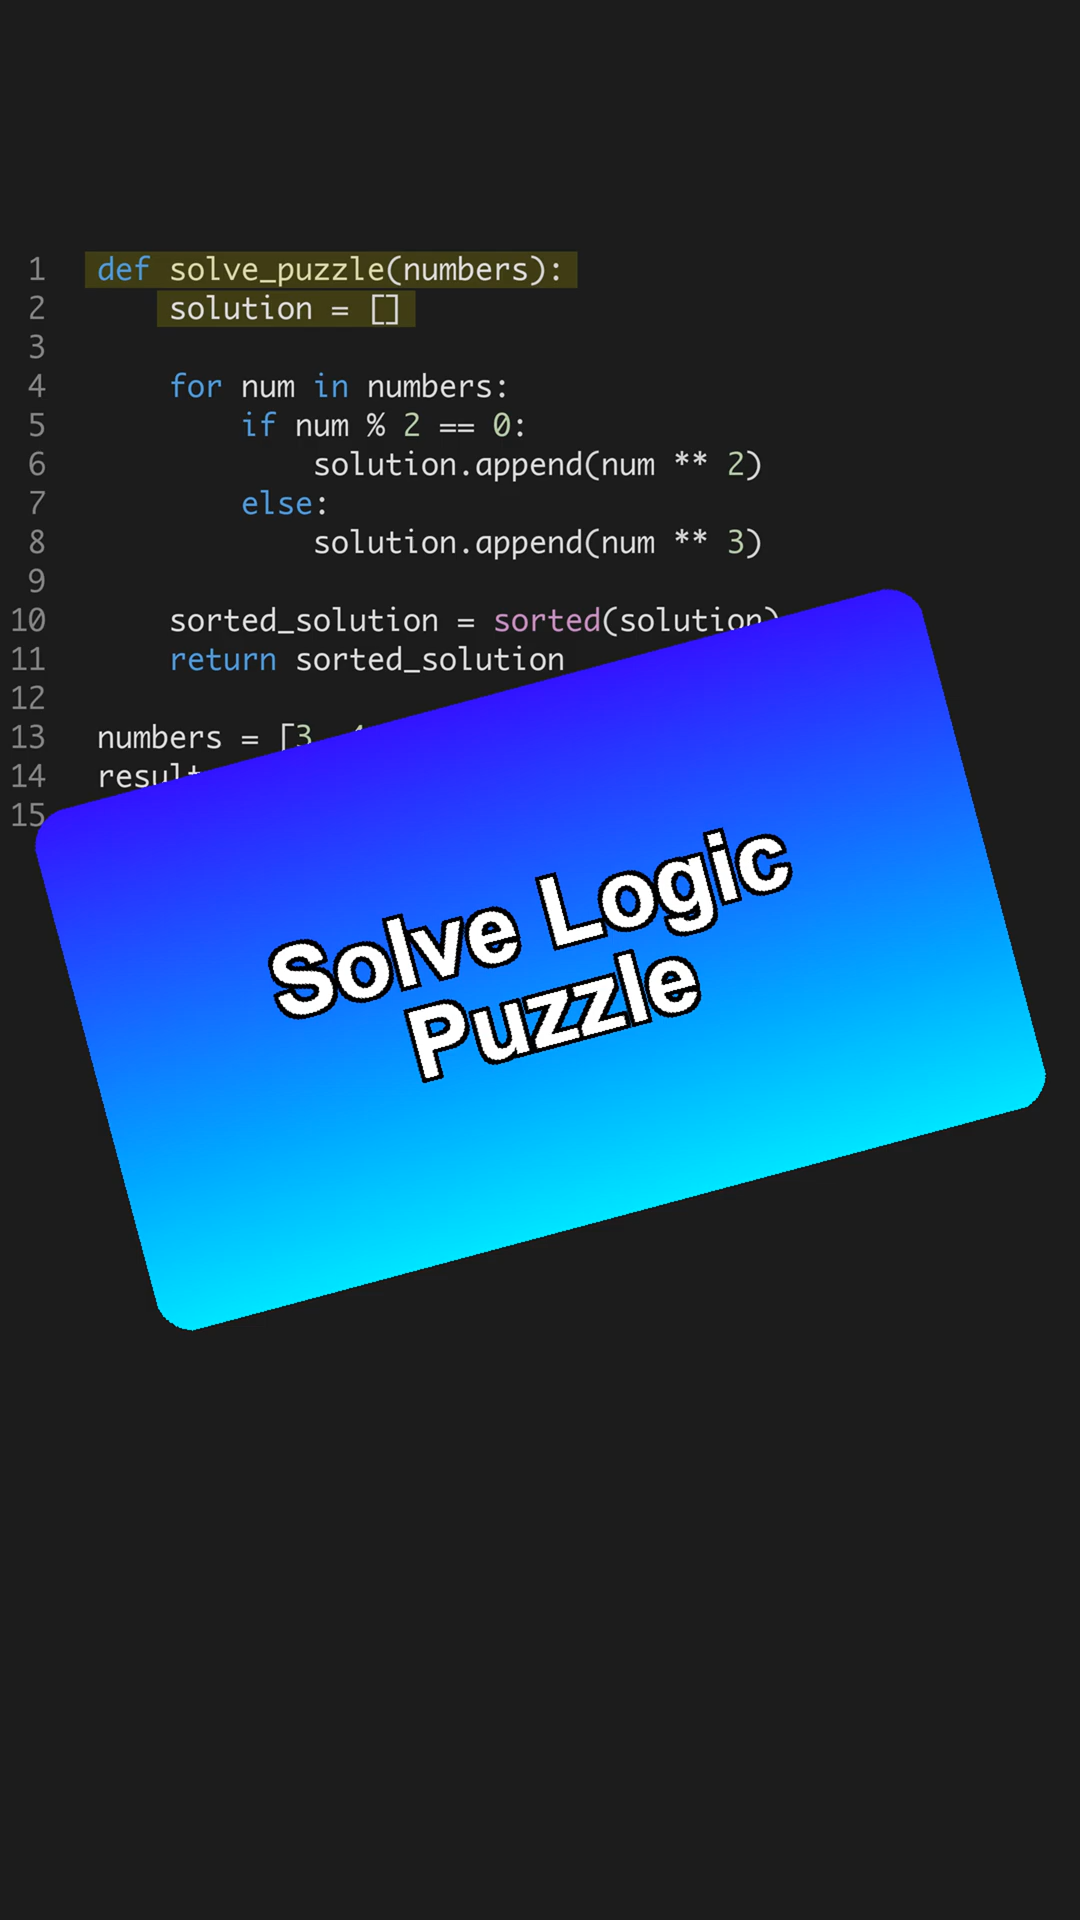 1 def solve_puzzle(numbers):
2 solution = []
3
4 for num in numbers:
5 if num % 2 == 0:
6 solution.append(num ** 2)
7 else:
8 solution.append(num ** 3)
9
10 sorted_solution = sorted(solution)
11 return sorted_solution
12
13 numbers = [3
14
15
Solve Logic
Puzzle